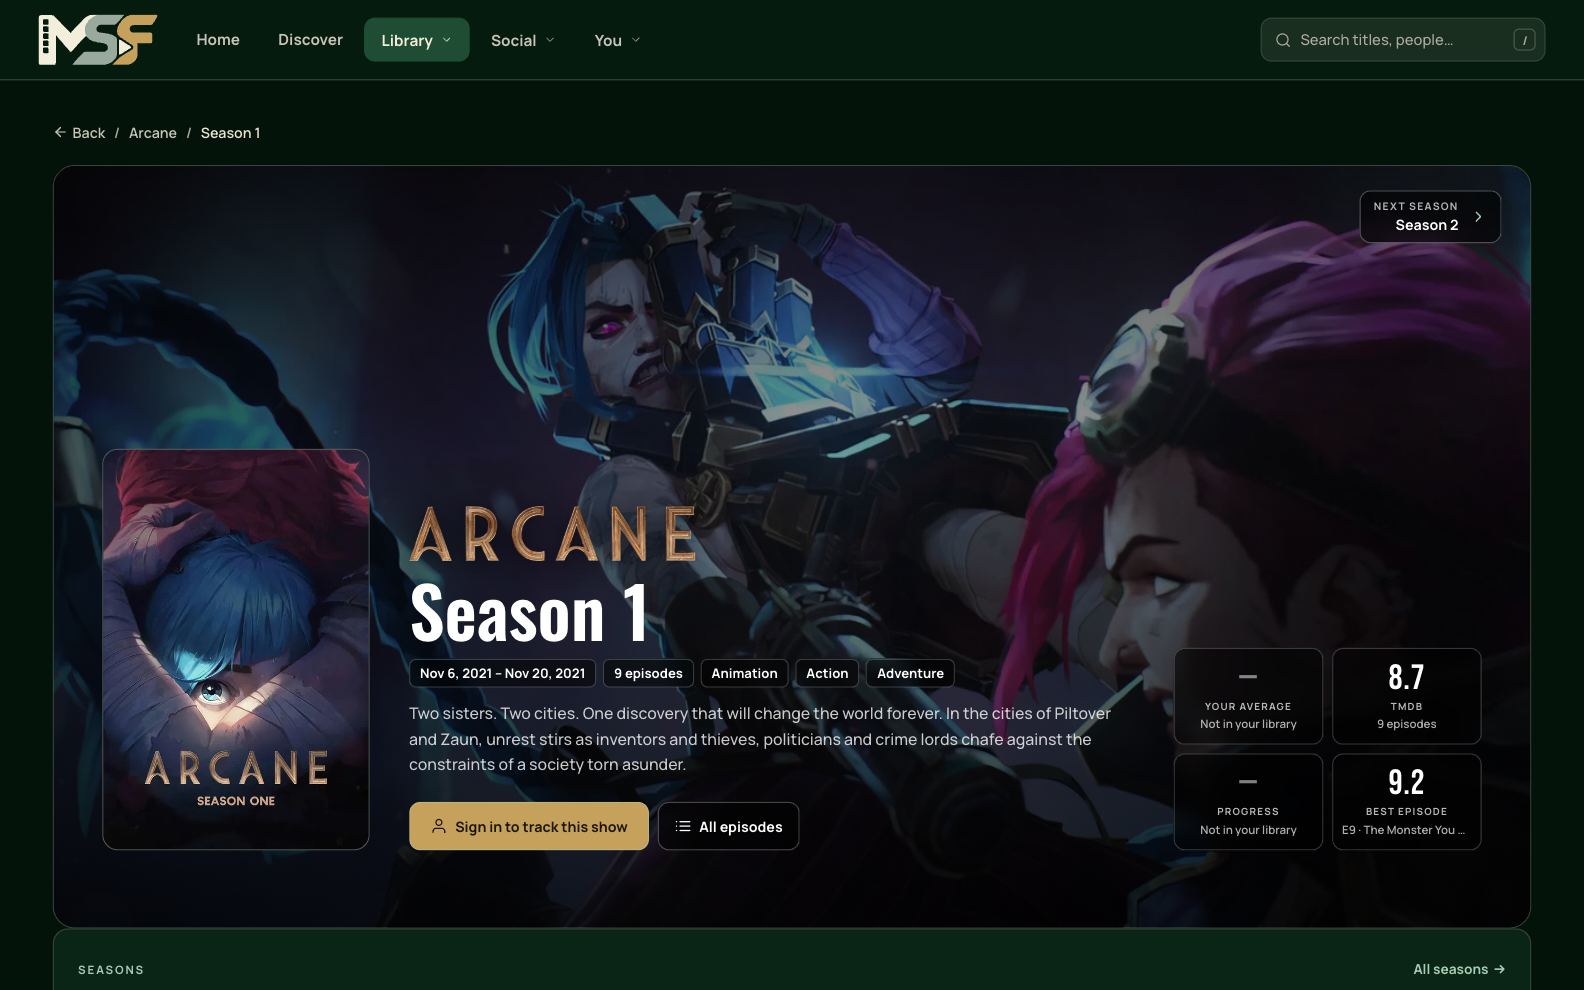 MSF
Home
Discover
Library
Social
You
Search titles, people...
/
Back / Arcane / Season 1
NEXT SEASON
Season 2
ARCANE
SEASON ONE
ARCANE
Season 1
Nov 6, 2021 – Nov 20, 2021
9 episodes
Animation
Action
Adventure
Two sisters. Two cities. One discovery that will change the world forever. In the cities of Piltover
and Zaun, unrest stirs as inventors and thieves, politicians and crime lords chafe against the
constraints of a society torn asunder.
Sign in to track this show
All episodes
—
YOUR AVERAGE
Not in your library
8.7
TMDB
9 episodes
—
PROGRESS
Not in your library
9.2
BEST EPISODE
E9 · The Monster You ...
SEASONS
All seasons →